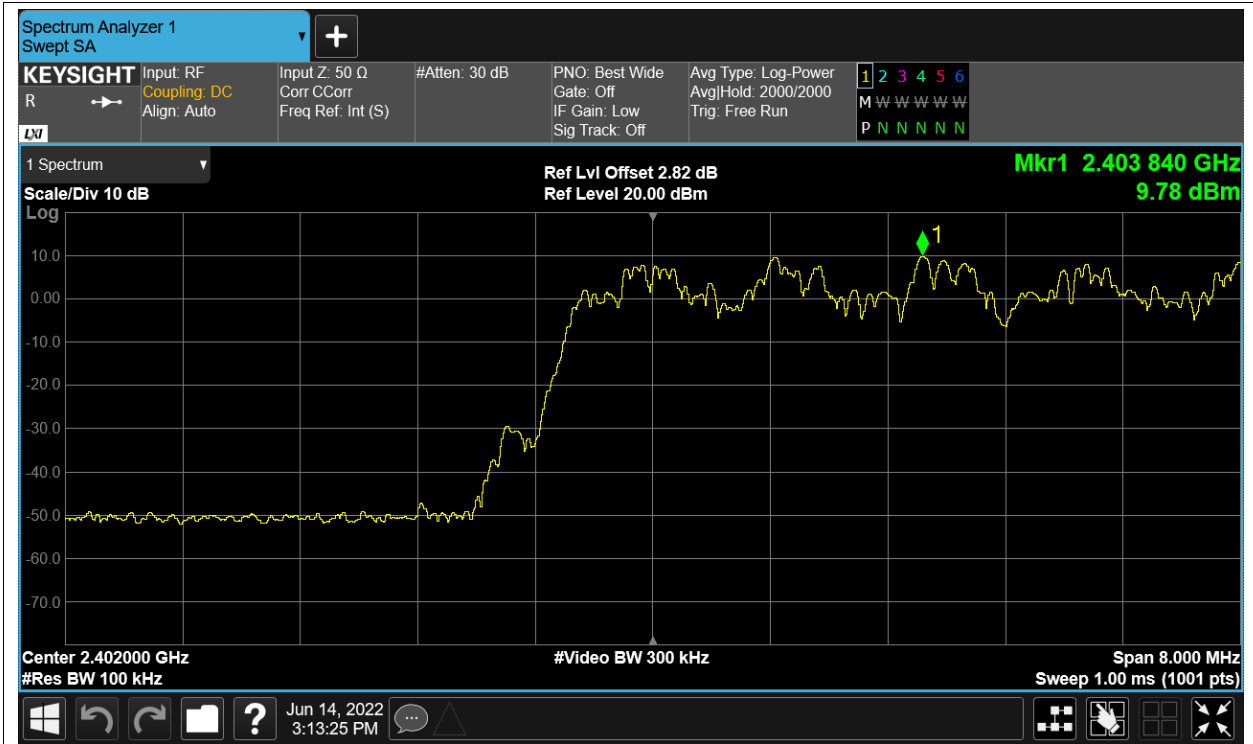 Spectrum Analyzer 1
Swept SA
KEYSIGHT
R
LXI
Input: RF
Coupling: DC
Align: Auto
Input Z: 50 Ω
Corr CCorr
Freq Ref: Int (S)
#Atten: 30 dB
PNO: Best Wide
Gate: Off
IF Gain: Low
Sig Track: Off
Avg Type: Log-Power
Avg|Hold: 2000/2000
Trig: Free Run
1 2 3 4 5 6
M W W W W W
P N N N N N
1 Spectrum
Scale/Div 10 dB
Log
Ref Lvl Offset 2.82 dB
Ref Level 20.00 dBm
Mkr1 2.403 840 GHz
9.78 dBm
1
10.0
0.00
-10.0
-20.0
-30.0
-40.0
-50.0
-60.0
-70.0
Center 2.402000 GHz
#Video BW 300 kHz
Span 8.000 MHz
#Res BW 100 kHz
Sweep 1.00 ms (1001 pts)
?
Jun 14, 2022
3:13:25 PM